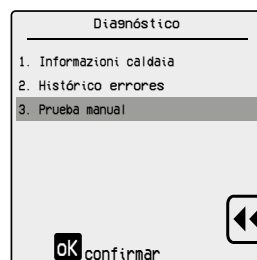 Diagnóstico
1. Informazioni caldaia
2. Histórico errores
3. Prueba manual
OK confirmar